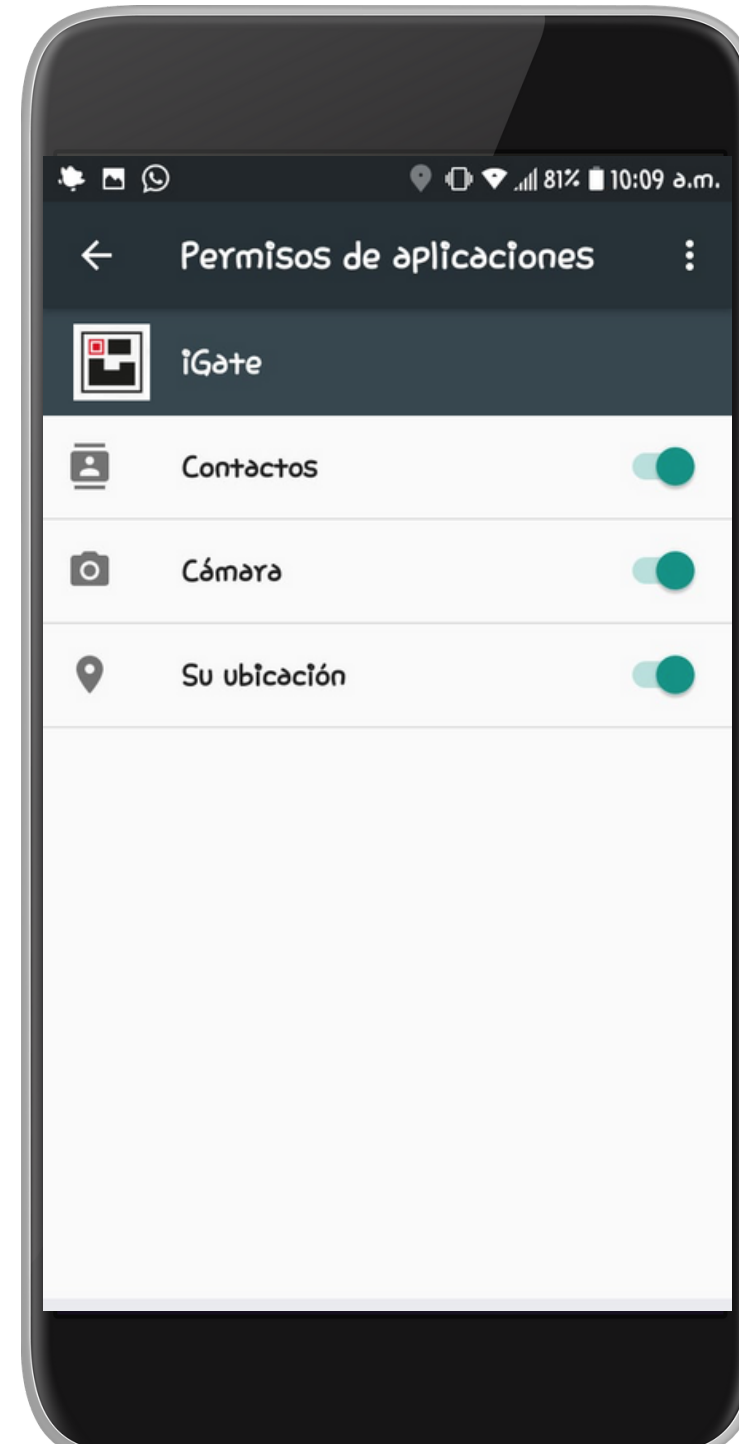 81% 10:09 a.m.
Permisos de aplicaciones
iGate
Contactos
Cámara
Su ubicación